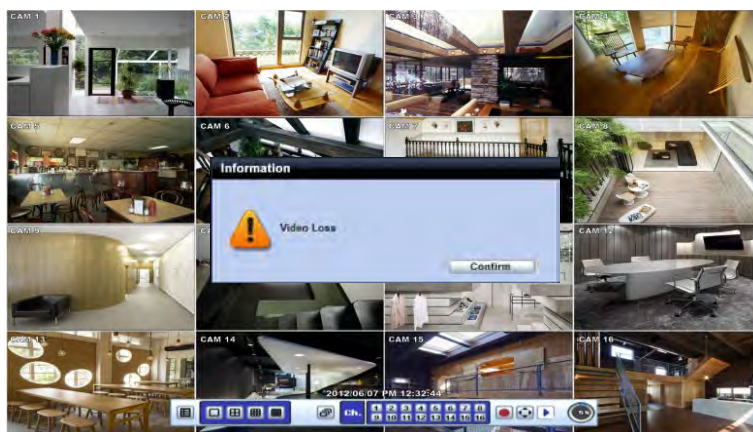 CAM 1
CAM 2
CAM 3
CAM 4
CAM 5
CAM 6
CAM 7
CAM 8
Information
Video Loss
Confirm
CAM 9
CAM 12
CAM 13
CAM 14
CAM 15
CAM 16
2012/06/07 PM 12:32:44
Ch.
1 2 3 4 5 6 7 8
9 10 11 12 13 14 15 16